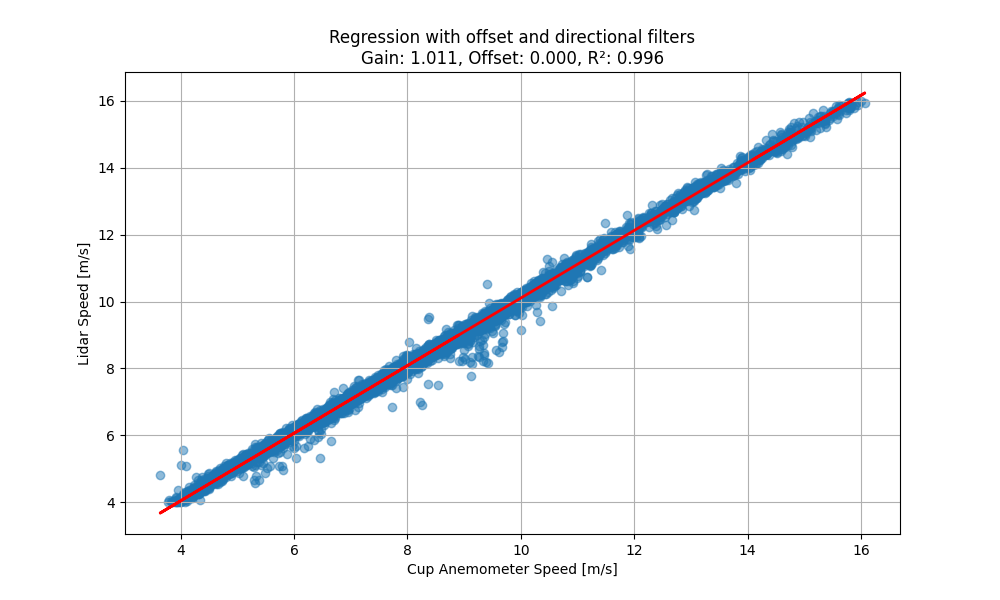 Regression with offset and directional filters
Gain: 1.011, Offset: 0.000, R²: 0.996
Lidar Speed [m/s]
16
14
12
10
8
6
4
4 6 8 10 12 14 16
Cup Anemometer Speed [m/s]